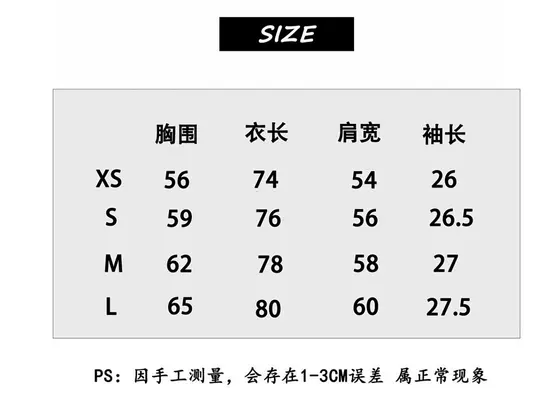 SIZE
胸围 衣长 肩宽 袖长
XS 56 74 54 26
S 59 76 56 26.5
M 62 78 58 27
L 65 80 60 27.5
PS：因手工测量，会存在1-3CM误差 属正常现象